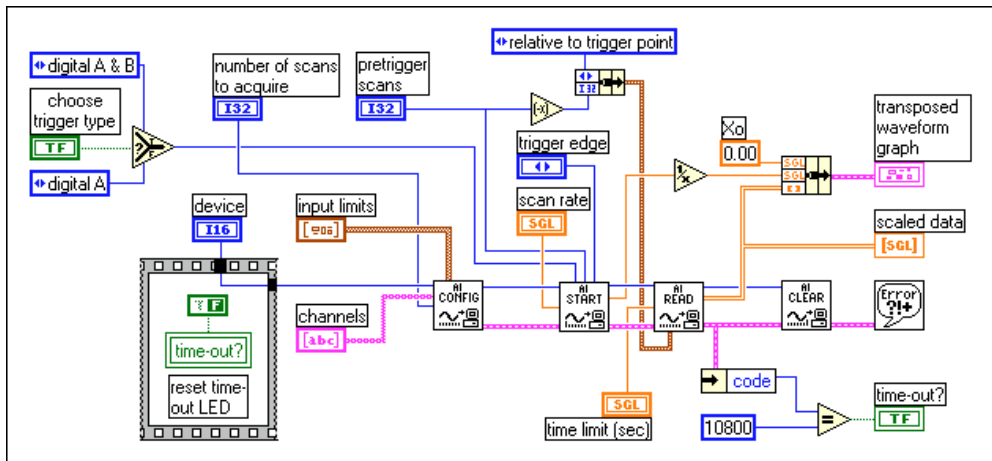 digital A & B
choose
trigger type
TF
digital A
?
T
F
number of scans
to acquire
I32
pretrigger
scans
I32
relative to trigger point
I32
(-x)
trigger edge
scan rate
SGL
1/x
Xo
0.00
SGL
SGL
transposed
waveform
graph
scaled data
[SGL]
device
I16
input limits
channels
[abc]
F
time-out?
reset time-
out LED
AI
CONFIG
AI
START
AI
READ
AI
CLEAR
Error
?!+
time limit (sec)
SGL
code
10800
=
time-out?
TF